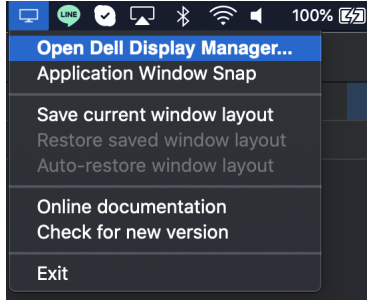 LINE
100%
Open Dell Display Manager...
Application Window Snap
Save current window layout
Restore saved window layout
Auto-restore window layout
Online documentation
Check for new version
Exit